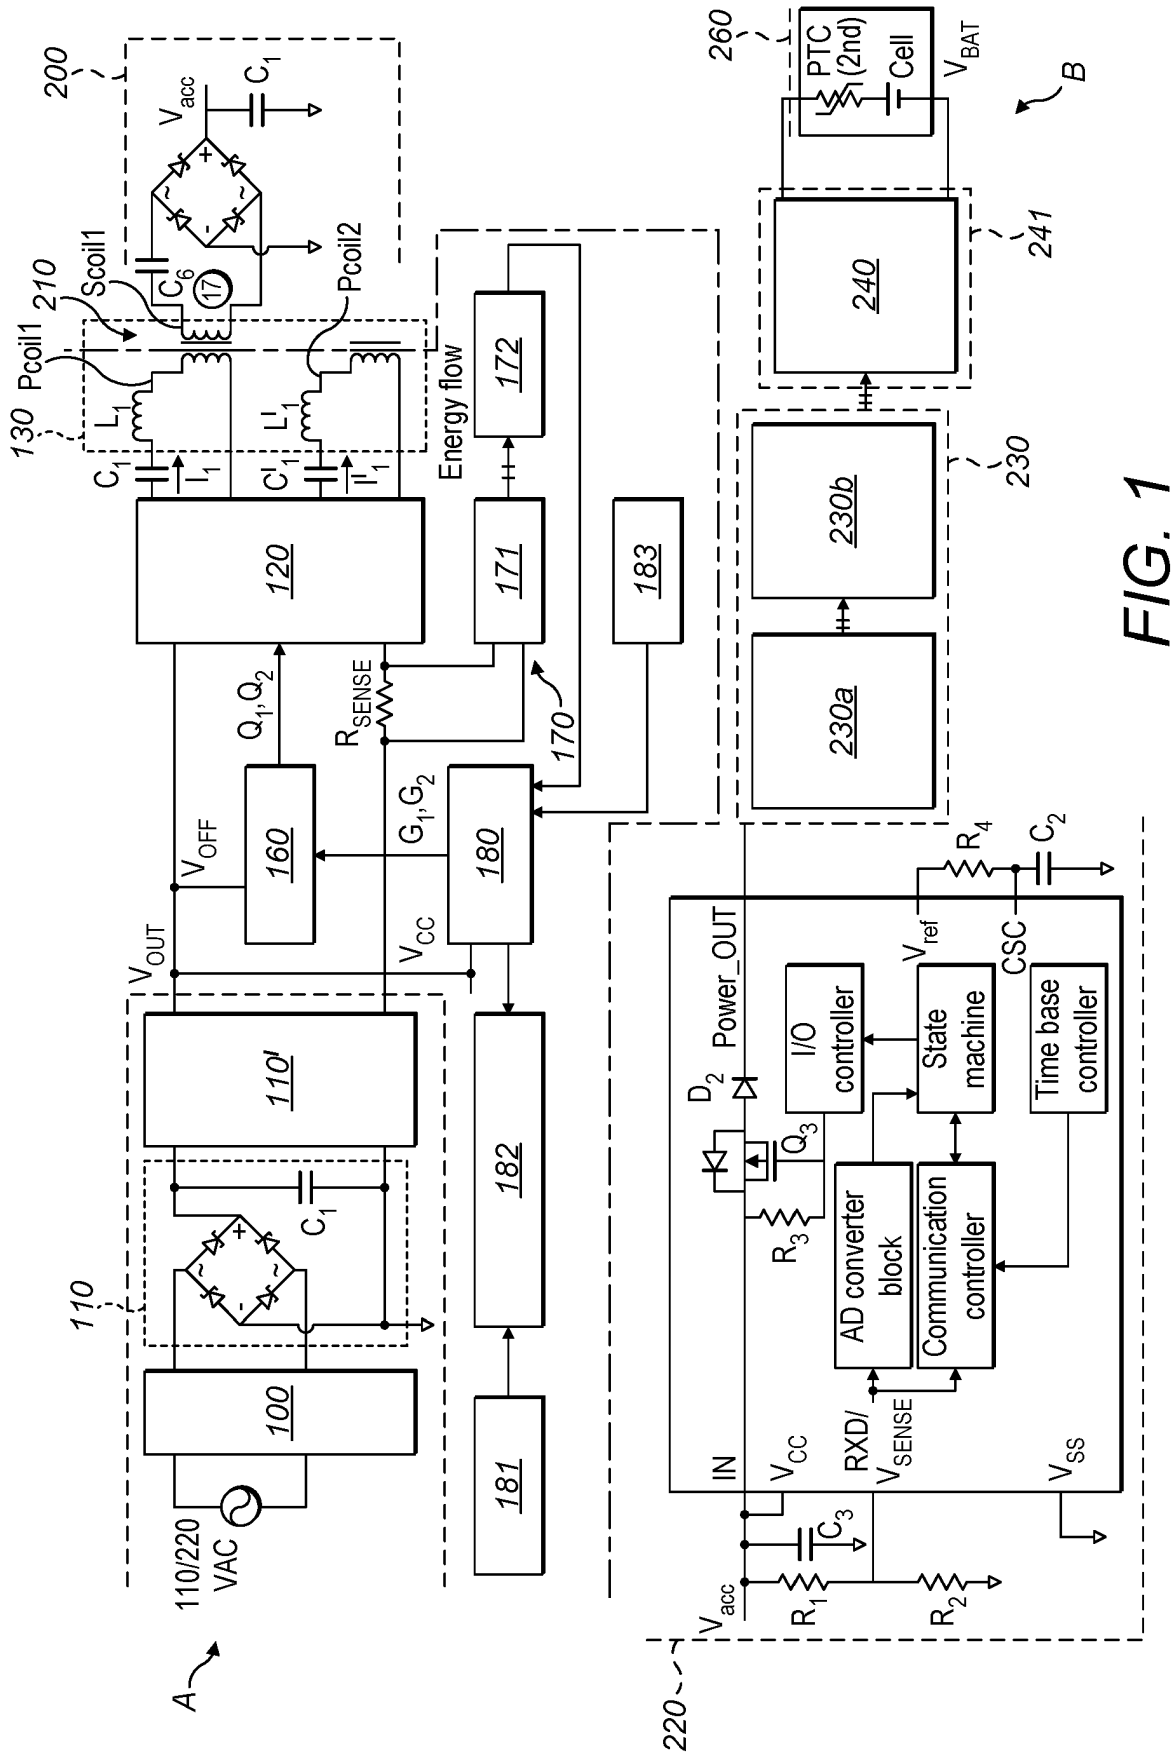 A
110/220
VAC
100
110
C1
110'
VOUT
VOFF
160
Q1,Q2
120
RSENSE
VCC
G1,G2
180
170
171
172
Energy flow
181
182
183
130
C1
L1
I1
C'1
L'1
I'1
Pcoil1
Pcoil2
210
Scoil1
C6
17
200
Vacc
C1
+
-
~
~
+
-
~
~
220
Vacc
R1
R2
C3
IN
VCC
RXD/
VSENSE
VSS
R3
Q3
D2
Power_OUT
AD converter
block
Communication
controller
I/O
controller
State
machine
Time base
controller
Vref
CSC
R4
C2
230a
230b
230
240
241
260
PTC
(2nd)
Cell
VBAT
B
FIG. 1